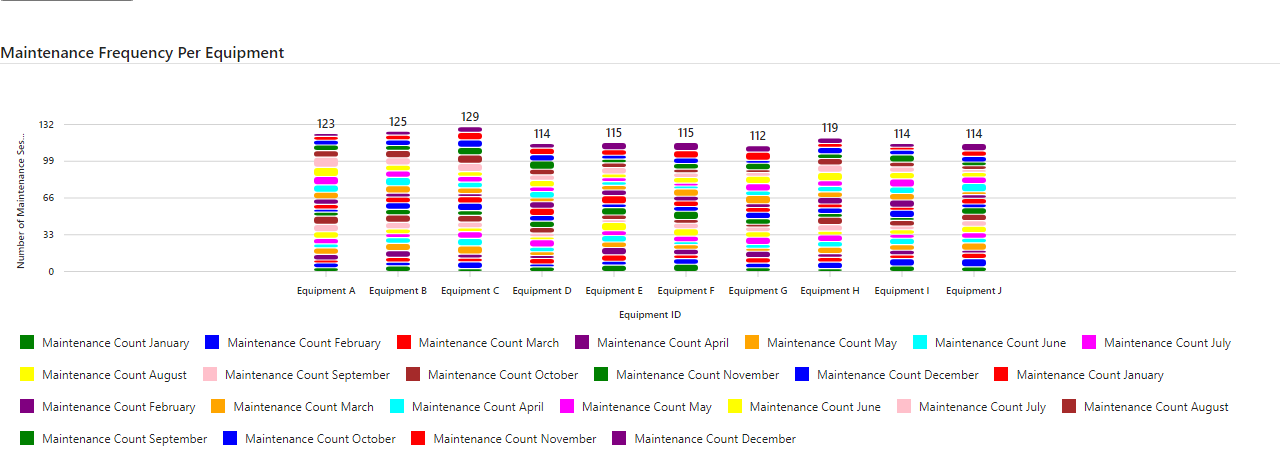 Maintenance Frequency Per Equipment
Number of Maintenance Ses...
132
99
66
33
0
123 125 129 114 115 115 112 119 114 114
Equipment A Equipment B Equipment C Equipment D Equipment E Equipment F Equipment G Equipment H Equipment I Equipment J
Equipment ID
Maintenance Count January Maintenance Count February Maintenance Count March Maintenance Count April Maintenance Count May Maintenance Count June Maintenance Count July
Maintenance Count August Maintenance Count September Maintenance Count October Maintenance Count November Maintenance Count December Maintenance Count January
Maintenance Count February Maintenance Count March Maintenance Count April Maintenance Count May Maintenance Count June Maintenance Count July Maintenance Count August
Maintenance Count September Maintenance Count October Maintenance Count November Maintenance Count December